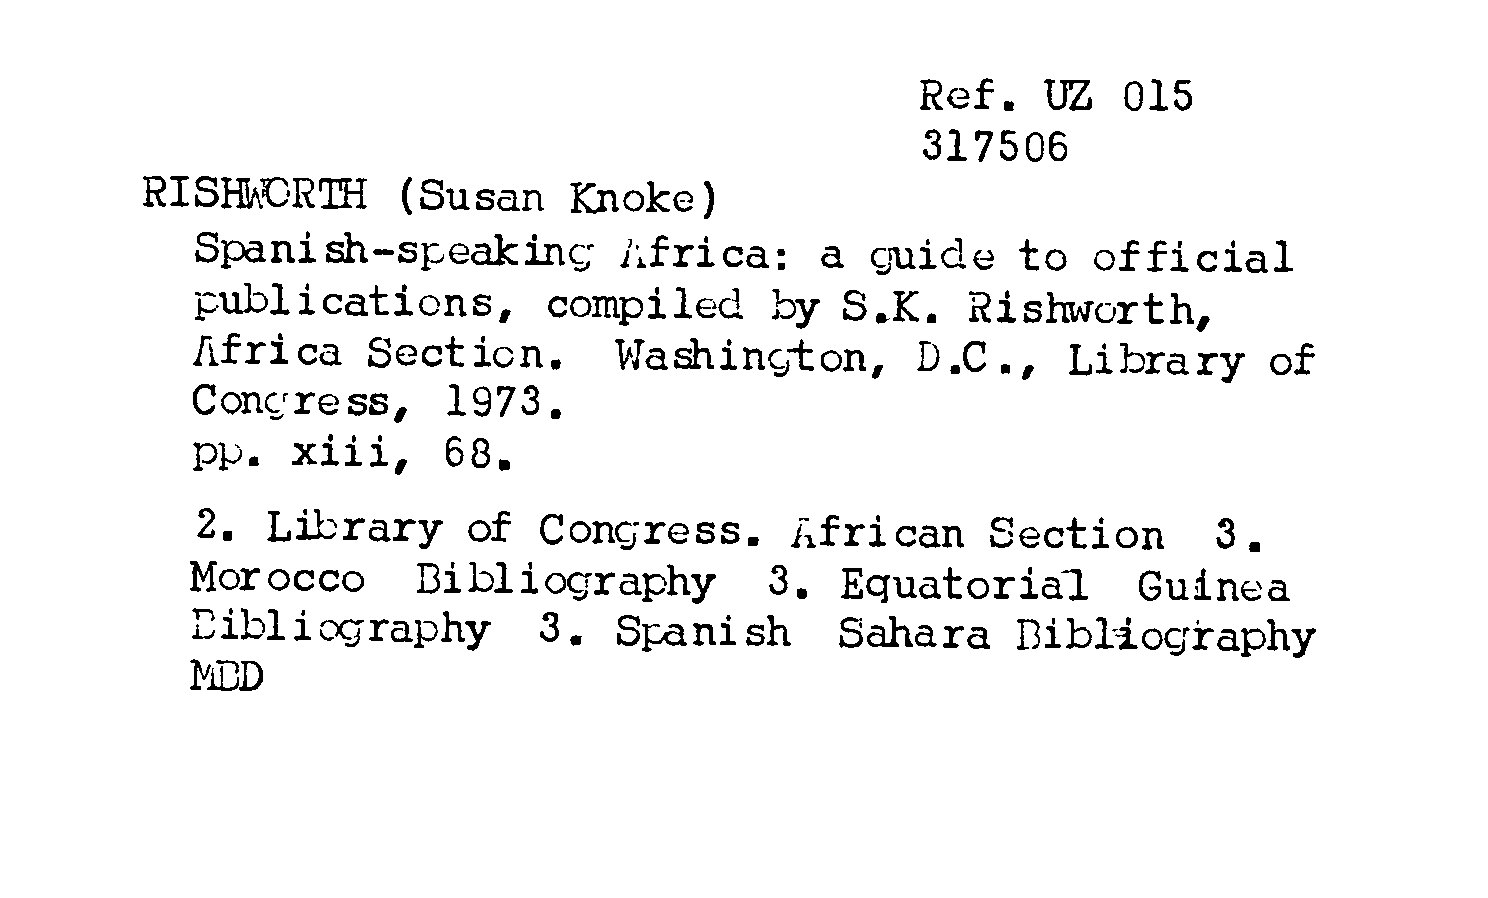 Ref. UZ 015
317506
RISHWORTH (Susan Knoke)
Spanish-speaking Africa: a guide to official
publications, compiled by S.K. Rishworth,
Africa Section. Washington, D.C., Library of
Congress, 1973.
pp. xiii, 68.
2. Library of Congress. African Section 3.
Morocco Bibliography 3. Equatorial Guinea
Bibliography 3. Spanish Sahara Bibliography
MBD